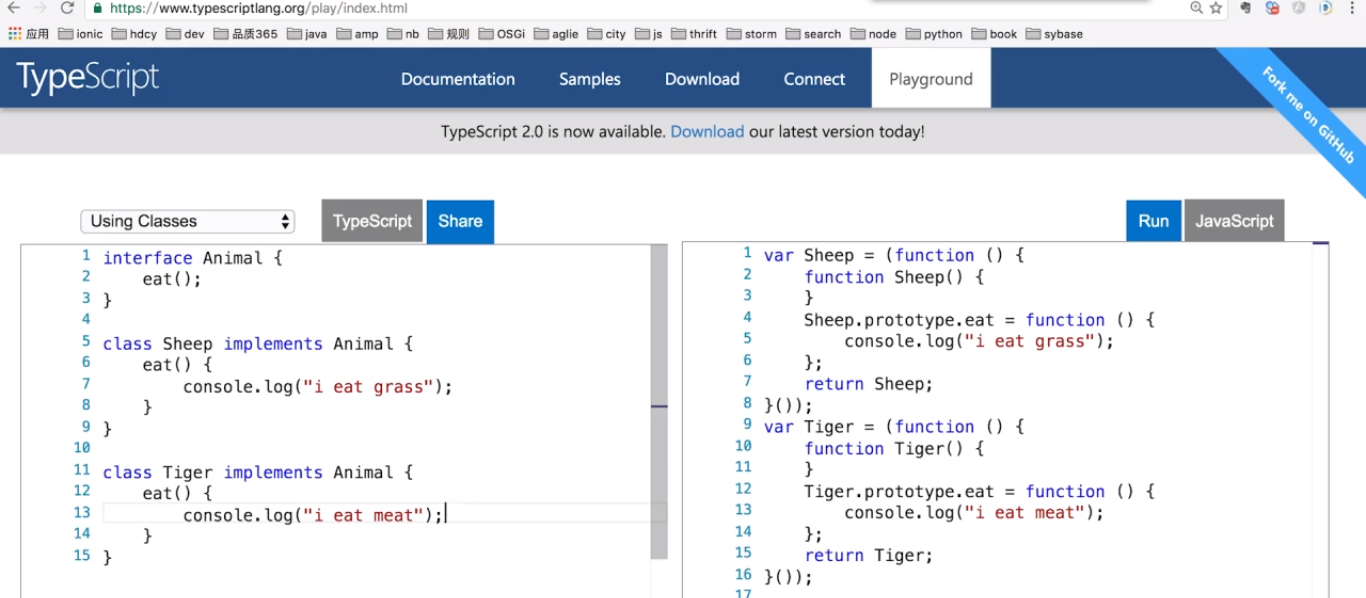 https://www.typescriptlang.org/play/index.html
应用 ionic hdcy dev 品质365 java amp nb 规则 OSGi aglie city js thrift storm search node python book sybase
TypeScript Documentation Samples Download Connect Playground
Fork me on GitHub
TypeScript 2.0 is now available. Download our latest version today!
Using Classes TypeScript Share Run JavaScript
1 interface Animal {
2     eat();
3 }
4
5 class Sheep implements Animal {
6     eat() {
7         console.log("i eat grass");
8     }
9 }
10
11 class Tiger implements Animal {
12     eat() {
13         console.log("i eat meat");
14     }
15 }
1 var Sheep = (function () {
2     function Sheep() {
3     }
4     Sheep.prototype.eat = function () {
5         console.log("i eat grass");
6     };
7     return Sheep;
8 }());
9 var Tiger = (function () {
10     function Tiger() {
11     }
12     Tiger.prototype.eat = function () {
13         console.log("i eat meat");
14     };
15     return Tiger;
16 }());
17